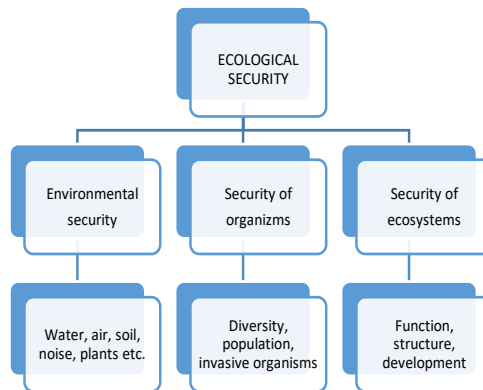 ECOLOGICAL
SECURITY
Environmental
security
Security of
organizms
Security of
ecosystems
Water, air, soil,
noise, plants etc.
Diversity,
population,
invasive organisms
Function,
structure,
development